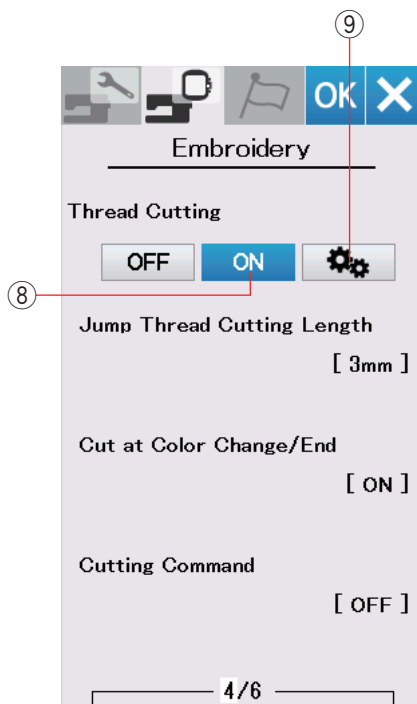 ⑨
OK
Embroidery
Thread Cutting
OFF ON
⑧
Jump Thread Cutting Length
[ 3mm ]
Cut at Color Change/End
[ ON ]
Cutting Command
[ OFF ]
4/6